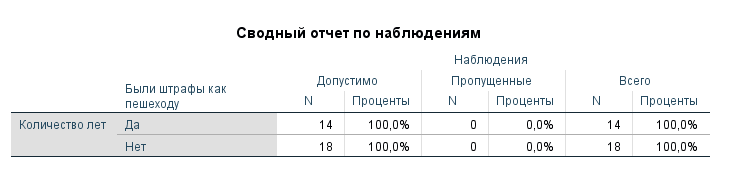 Сводный отчет по наблюдениям
Наблюдения
Были штрафы как пешеходу
Допустимо Пропущенные Всего
N Проценты N Проценты N Проценты
Количество лет Да 14 100,0% 0 0,0% 14 100,0%
Нет 18 100,0% 0 0,0% 18 100,0%